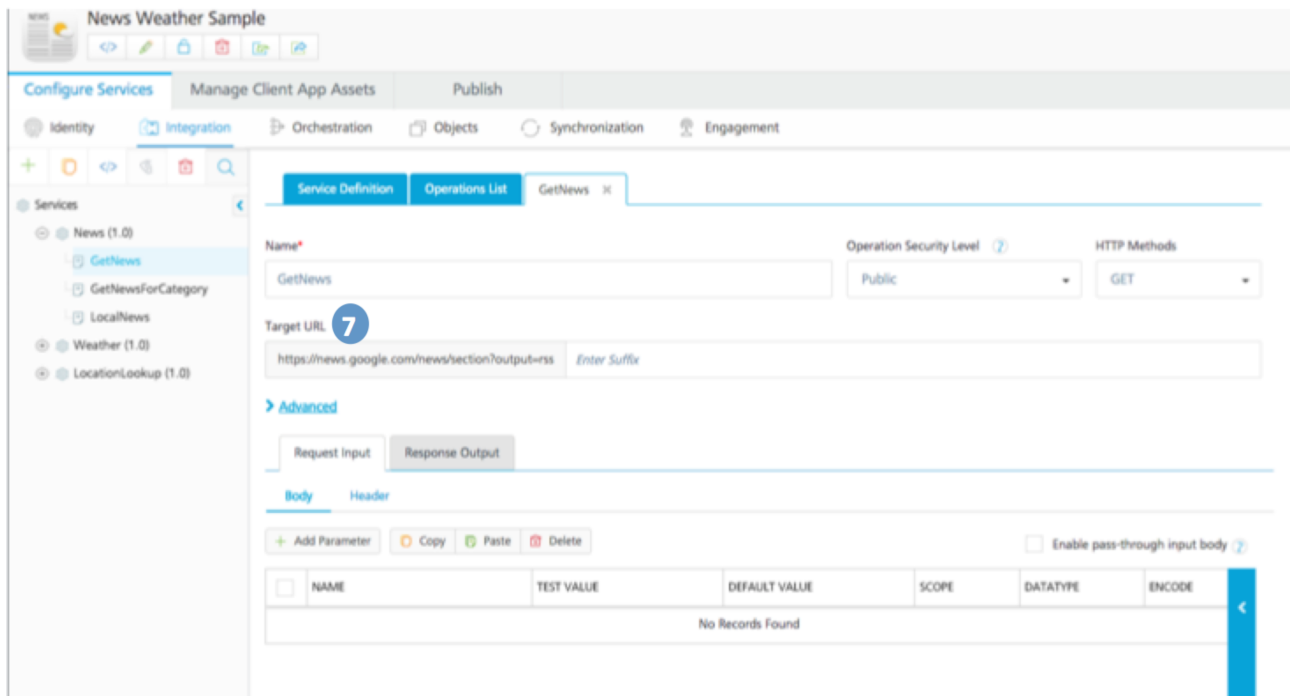 NEWS
News Weather Sample
Configure Services Manage Client App Assets Publish
Identity Integration Orchestration Objects Synchronization Engagement
Service Definition Operations List GetNews
Services
News (1.0)
GetNews
GetNewsForCategory
LocalNews
Weather (1.0)
LocationLookup (1.0)
Name* Operation Security Level ? HTTP Methods
GetNews Public GET
Target URL 7
https://news.google.com/news/section?output=rss Enter Suffix
Advanced
Request Input Response Output
Body Header
+ Add Parameter Copy Paste Delete Enable pass-through input body ?
NAME TEST VALUE DEFAULT VALUE SCOPE DATATYPE ENCODE
No Records Found